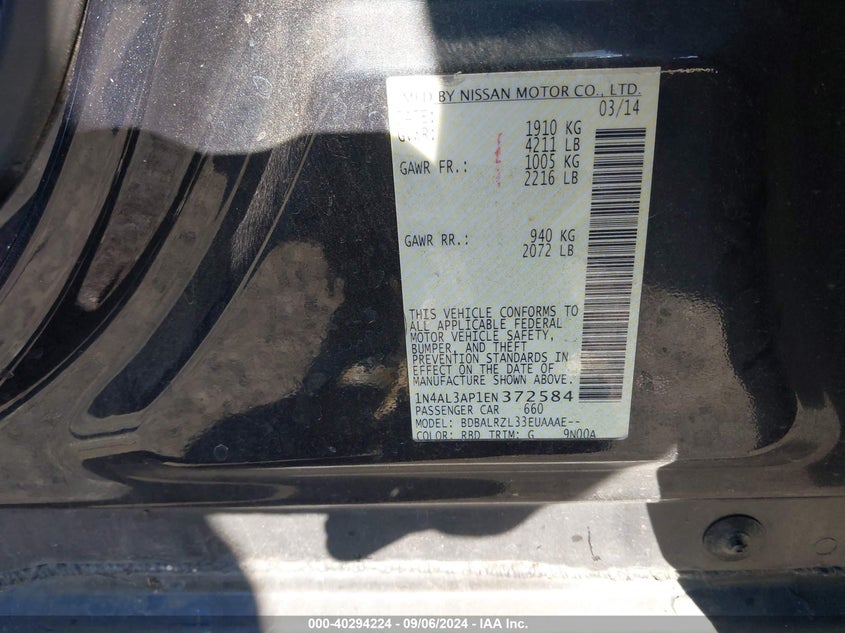 MFD BY NISSAN MOTOR CO., LTD.
03/14
1910 KG
4211 LB
GAWR FR.: 1005 KG
2216 LB
GAWR RR.: 940 KG
2072 LB
THIS VEHICLE CONFORMS TO
ALL APPLICABLE FEDERAL
MOTOR VEHICLE SAFETY,
BUMPER, AND THEFT
PREVENTION STANDARDS IN
EFFECT ON THE DATE OF
MANUFACTURE SHOWN ABOVE.
1N4AL3AP1EN372584
PASSENGER CAR 660
MODEL: BDBALRZL33EUAAAE--
COLOR: RBD TRIM: G 9N00A
000-40294224 - 09/06/2024 - IAA Inc.